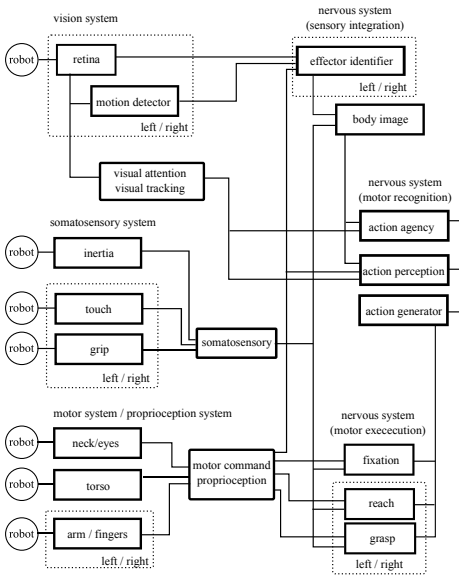 vision system
nervous system
(sensory integration)
robot
retina
effector identifier
motion detector
left / right
left / right
body image
visual attention
visual tracking
nervous system
(motor recognition)
somatosensory system
action agency
robot
inertia
action perception
robot
touch
action generator
robot
grip
somatosensory
left / right
motor system / proprioception system
nervous system
(motor exececution)
robot
neck/eyes
motor command
proprioception
fixation
robot
torso
reach
robot
arm / fingers
grasp
left / right
left / right